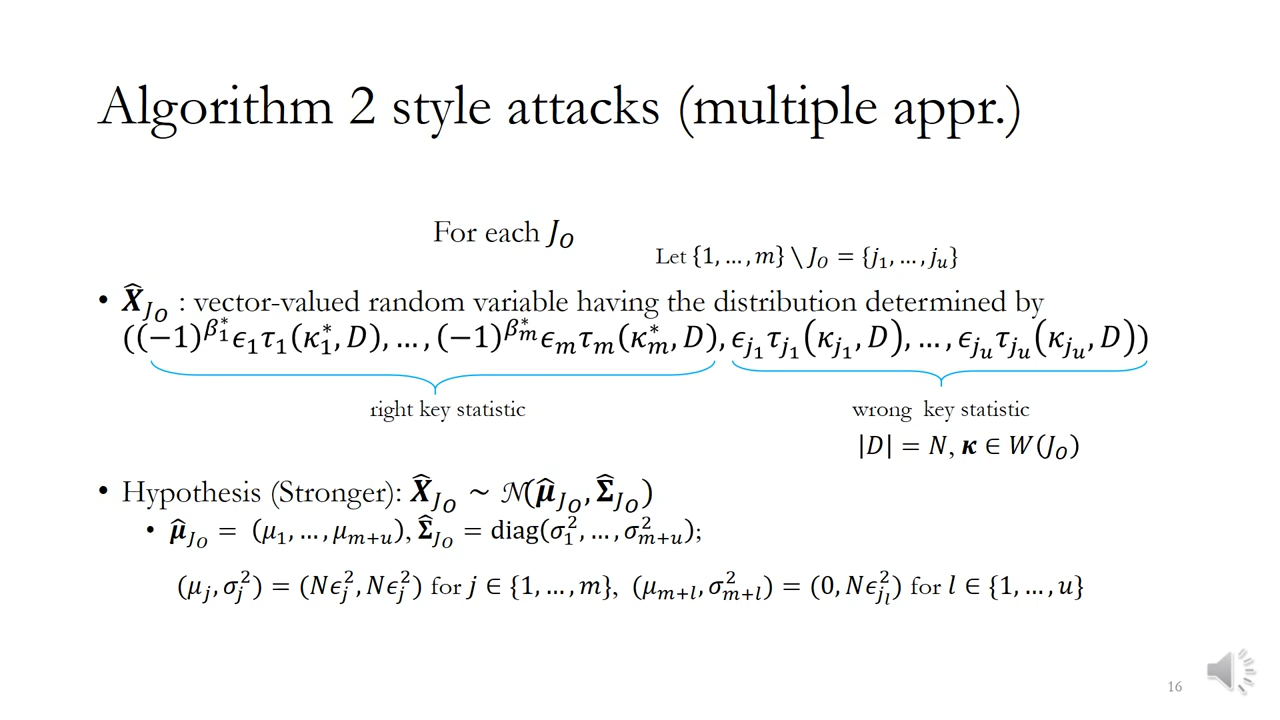 Algorithm 2 style attacks (multiple appr.)
For each J_O
Let {1, … , m} ∖ J_O = {j_1, … , j_u}
• X̂_{J_O} : vector-valued random variable having the distribution determined by
((−1)^{β_1^*} ϵ_1 τ_1(κ_1^*, D), … , (−1)^{β_m^*} ϵ_m τ_m(κ_m^*, D), ϵ_{j_1} τ_{j_1}(κ_{j_1}, D), … , ϵ_{j_u} τ_{j_u}(κ_{j_u}, D))
right key statistic wrong key statistic
|D| = N, κ ∈ W(J_O)
• Hypothesis (Stronger): X̂_{J_O} ~ 𝒩(μ̂_{J_O}, Σ̂_{J_O})
• μ̂_{J_O} = (μ_1, … , μ_{m+u}), Σ̂_{J_O} = diag(σ_1^2, … , σ_{m+u}^2);
(μ_j, σ_j^2) = (Nϵ_j^2, Nϵ_j^2) for j ∈ {1, … , m}, (μ_{m+l}, σ_{m+l}^2) = (0, Nϵ_{j_l}^2) for l ∈ {1, … , u}
16